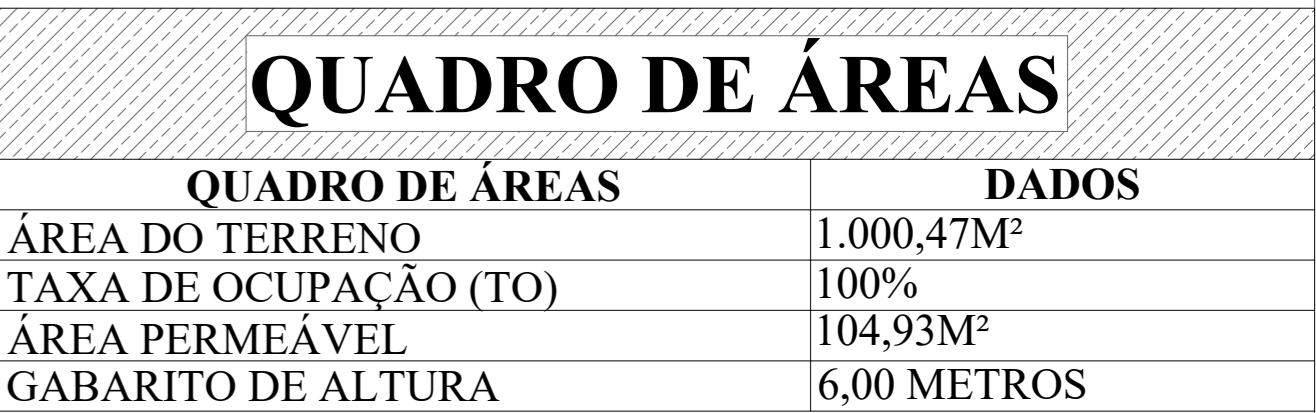 QUADRO DE ÁREAS
QUADRO DE ÁREAS DADOS
ÁREA DO TERRENO 1.000,47M²
TAXA DE OCUPAÇÃO (TO) 100%
ÁREA PERMEÁVEL 104,93M²
GABARITO DE ALTURA 6,00 METROS